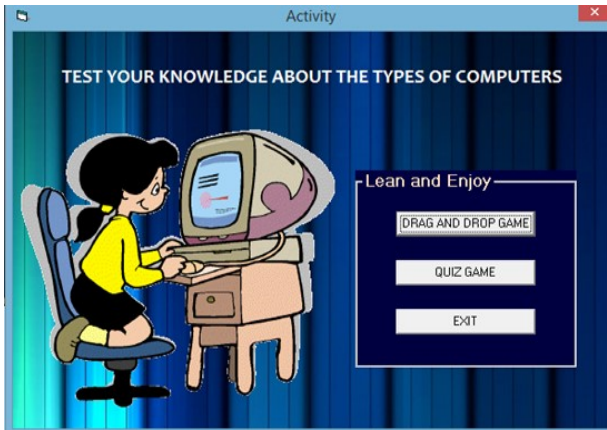 Activity
TEST YOUR KNOWLEDGE ABOUT THE TYPES OF COMPUTERS
Lean and Enjoy
DRAG AND DROP GAME
QUIZ GAME
EXIT